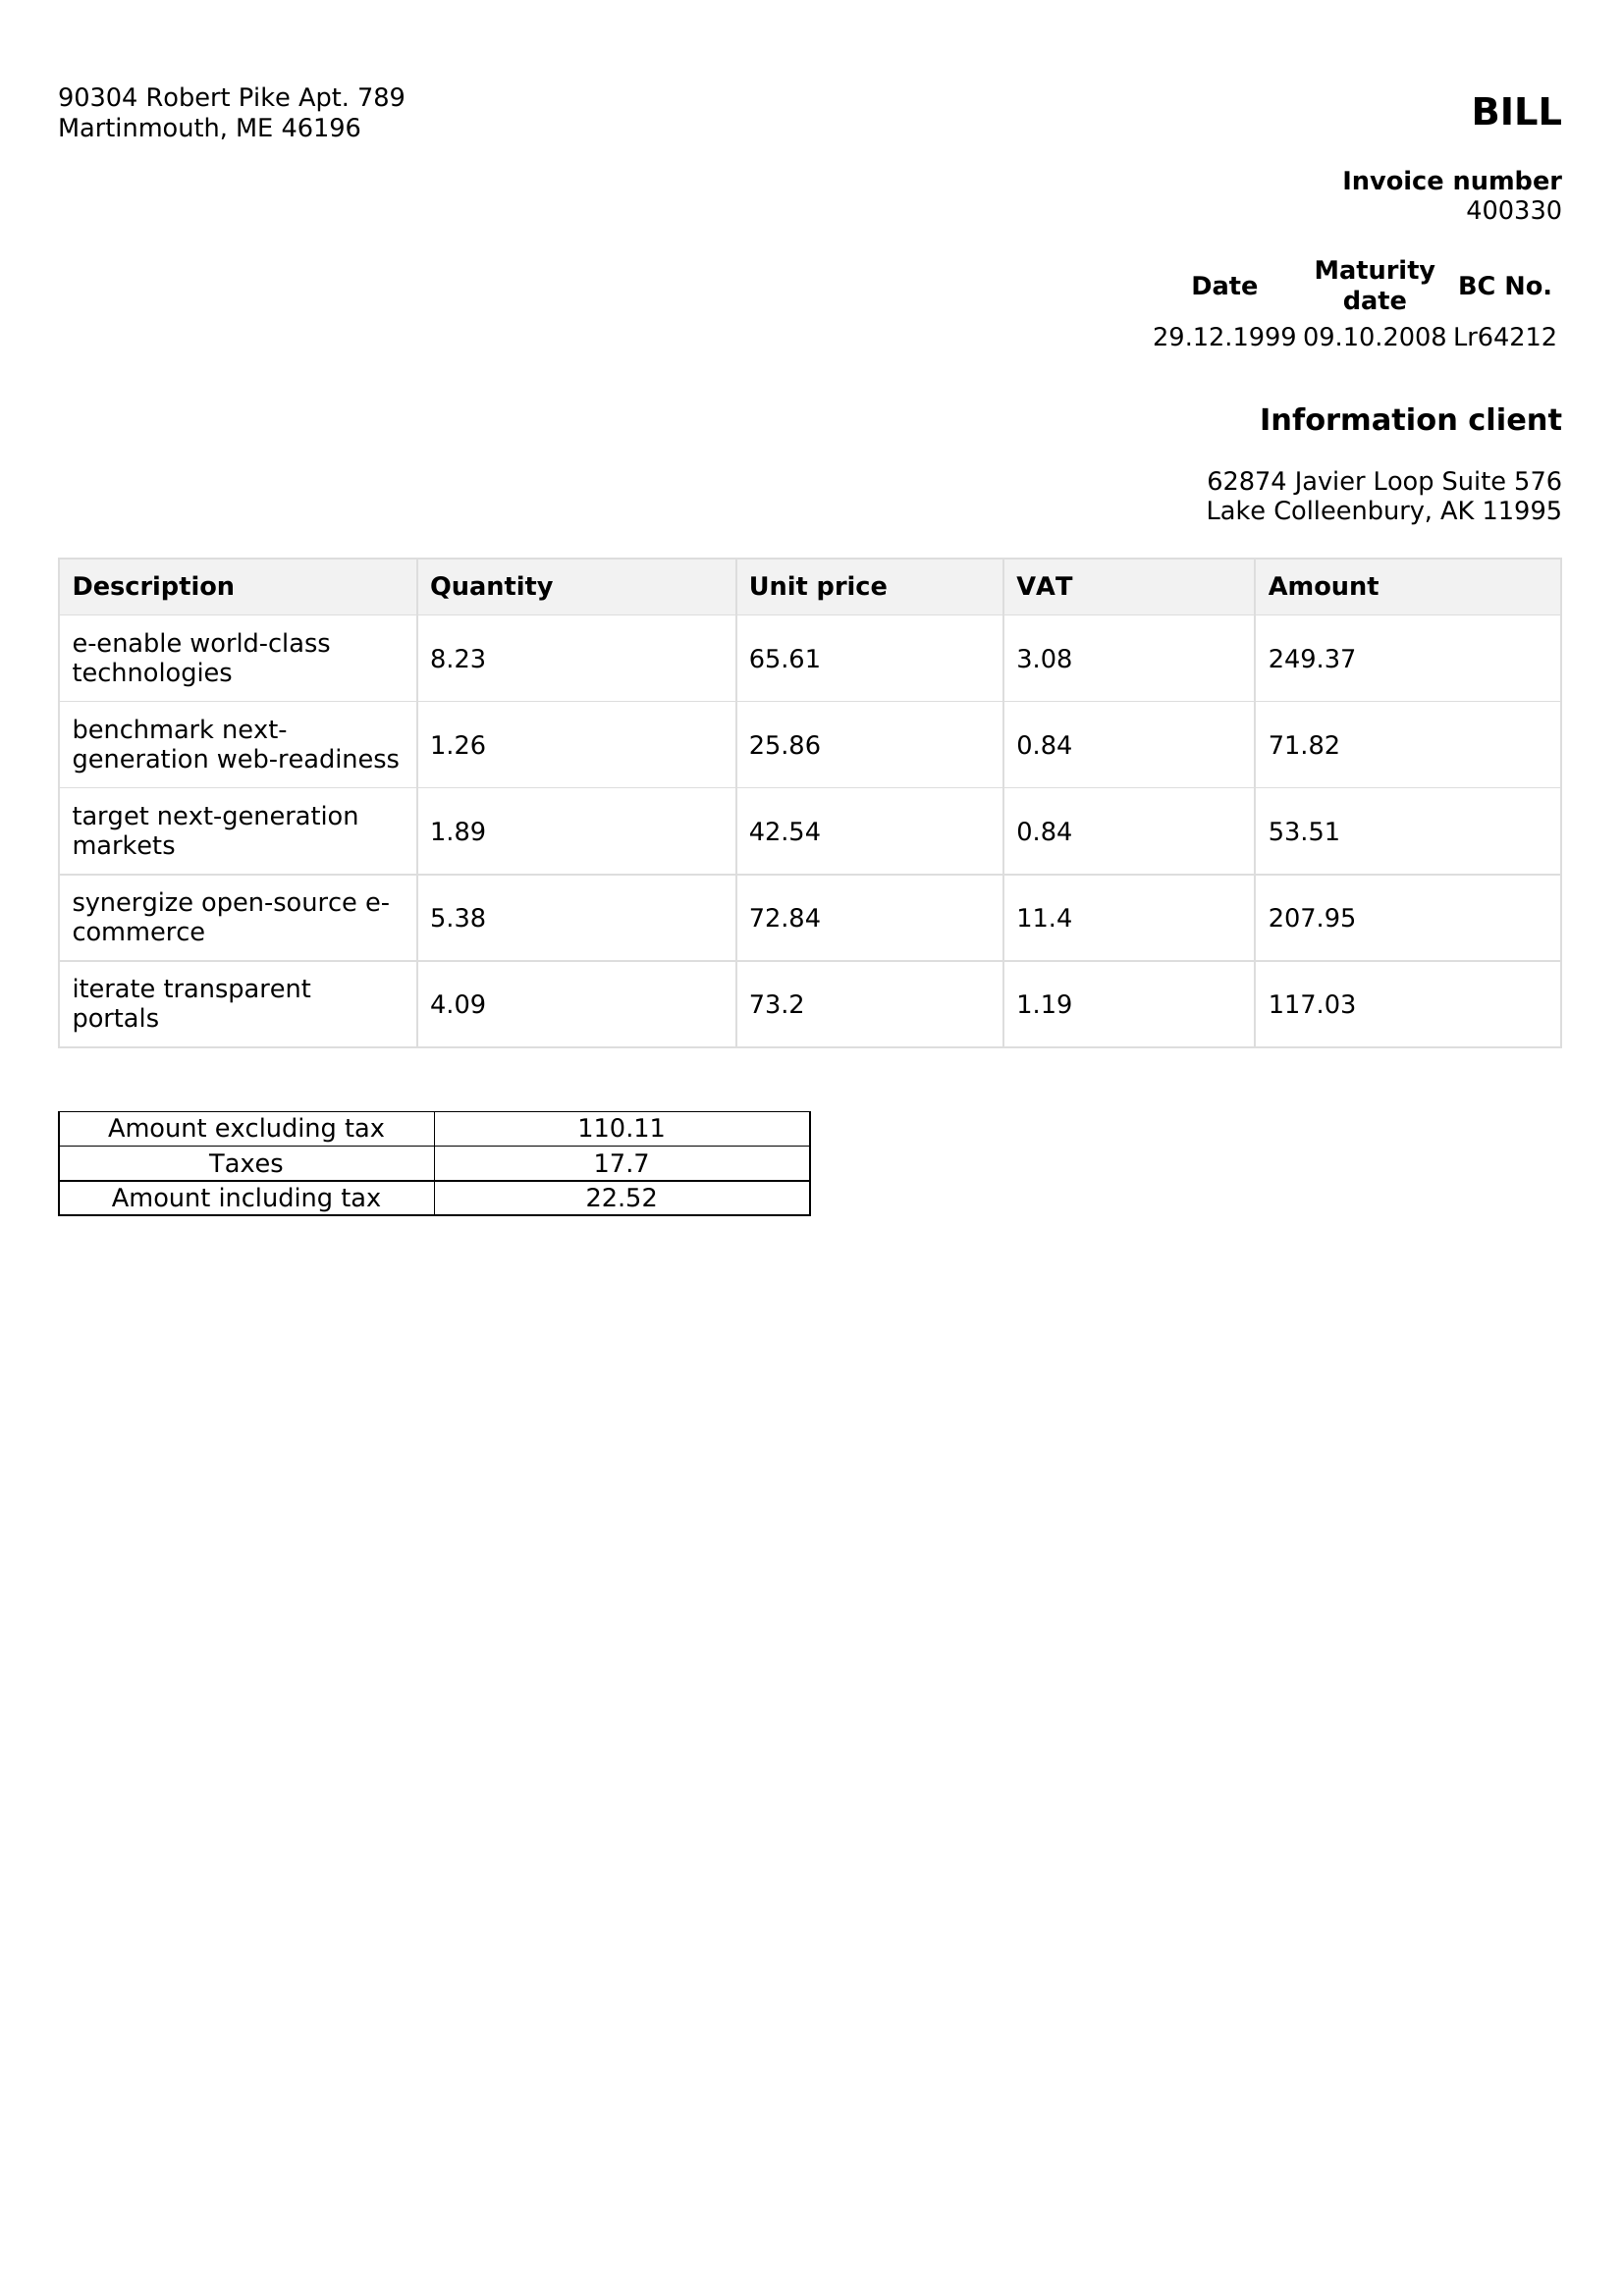 90304 Robert Pike Apt. 789
Martinmouth, ME 46196
BILL
Invoice number
400330
Date Maturity date BC No.
29.12.1999 09.10.2008 Lr64212
Information client
62874 Javier Loop Suite 576
Lake Colleenbury, AK 11995
Description Quantity Unit price VAT Amount
e-enable world-class
technologies 8.23 65.61 3.08 249.37
benchmark next-
generation web-readiness 1.26 25.86 0.84 71.82
target next-generation
markets 1.89 42.54 0.84 53.51
synergize open-source e-
commerce 5.38 72.84 11.4 207.95
iterate transparent
portals 4.09 73.2 1.19 117.03
Amount excluding tax 110.11
Taxes 17.7
Amount including tax 22.52